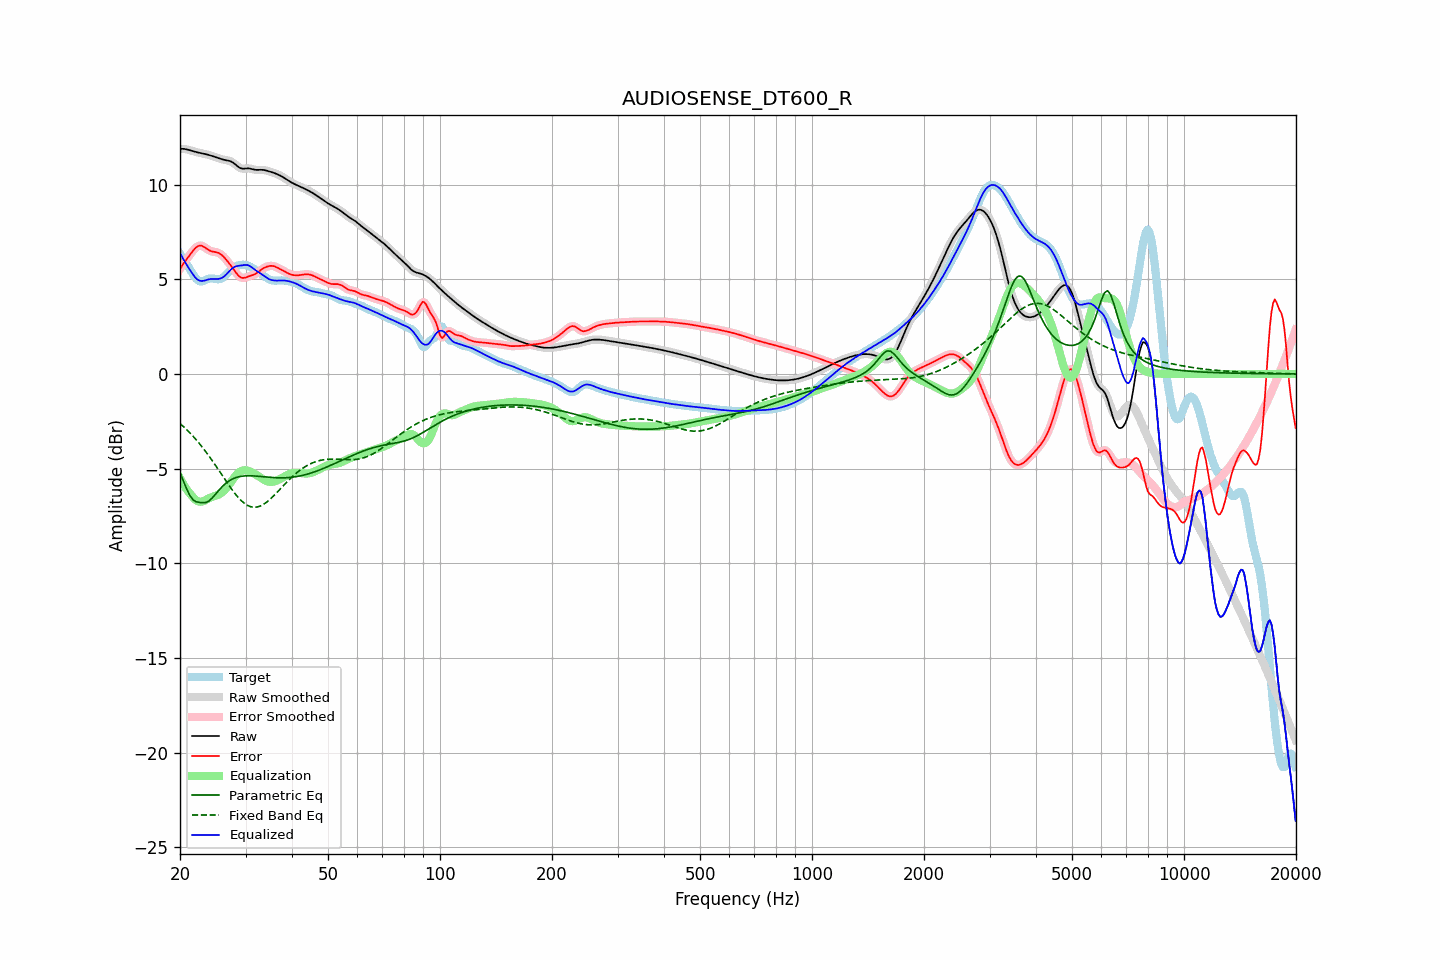 AUDIOSENSE_DT600_R
Amplitude (dBr)
10
5
0
−5
−10
−15
−20
−25
Target
Raw Smoothed
Error Smoothed
Raw
Error
Equalization
Parametric Eq
Fixed Band Eq
Equalized
20 50 100 200 500 1000 2000 5000 10000 20000
Frequency (Hz)